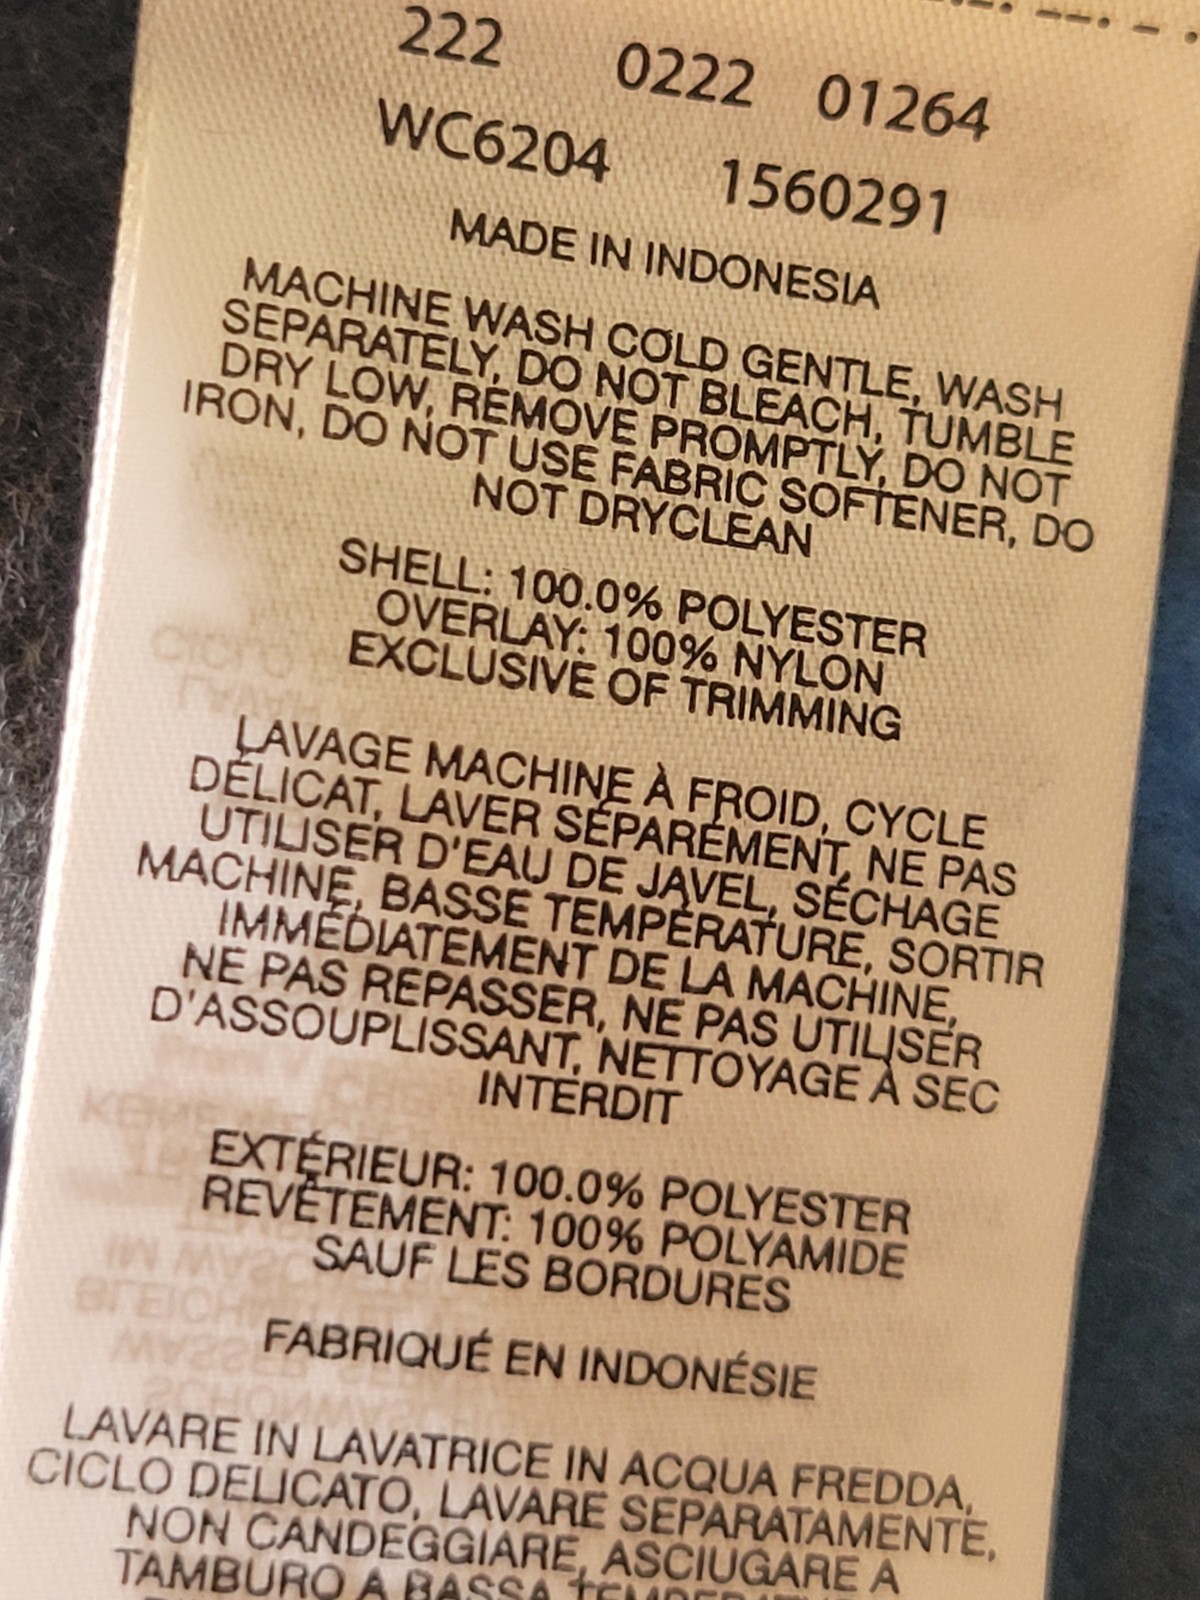 222 0222 01264
WC6204 1560291
MADE IN INDONESIA
MACHINE WASH COLD GENTLE, WASH
SEPARATELY, DO NOT BLEACH, TUMBLE
DRY LOW, REMOVE PROMPTLY, DO NOT
IRON, DO NOT USE FABRIC SOFTENER, DO
NOT DRYCLEAN
SHELL: 100.0% POLYESTER
OVERLAY: 100% NYLON
EXCLUSIVE OF TRIMMING
LAVAGE MACHINE À FROID, CYCLE
DÉLICAT, LAVER SÉPARÉMENT, NE PAS
UTILISER D'EAU DE JAVEL, SÉCHAGE
MACHINE, BASSE TEMPÉRATURE, SORTIR
IMMÉDIATEMENT DE LA MACHINE,
NE PAS REPASSER, NE PAS UTILISER
D'ASSOUPLISSANT, NETTOYAGE À SEC
INTERDIT
EXTÉRIEUR: 100.0% POLYESTER
REVÊTEMENT: 100% POLYAMIDE
SAUF LES BORDURES
FABRIQUÉ EN INDONÉSIE
LAVARE IN LAVATRICE IN ACQUA FREDDA,
CICLO DELICATO, LAVARE SEPARATAMENTE,
NON CANDEGGIARE, ASCIUGARE A
TAMBURO A BASSA